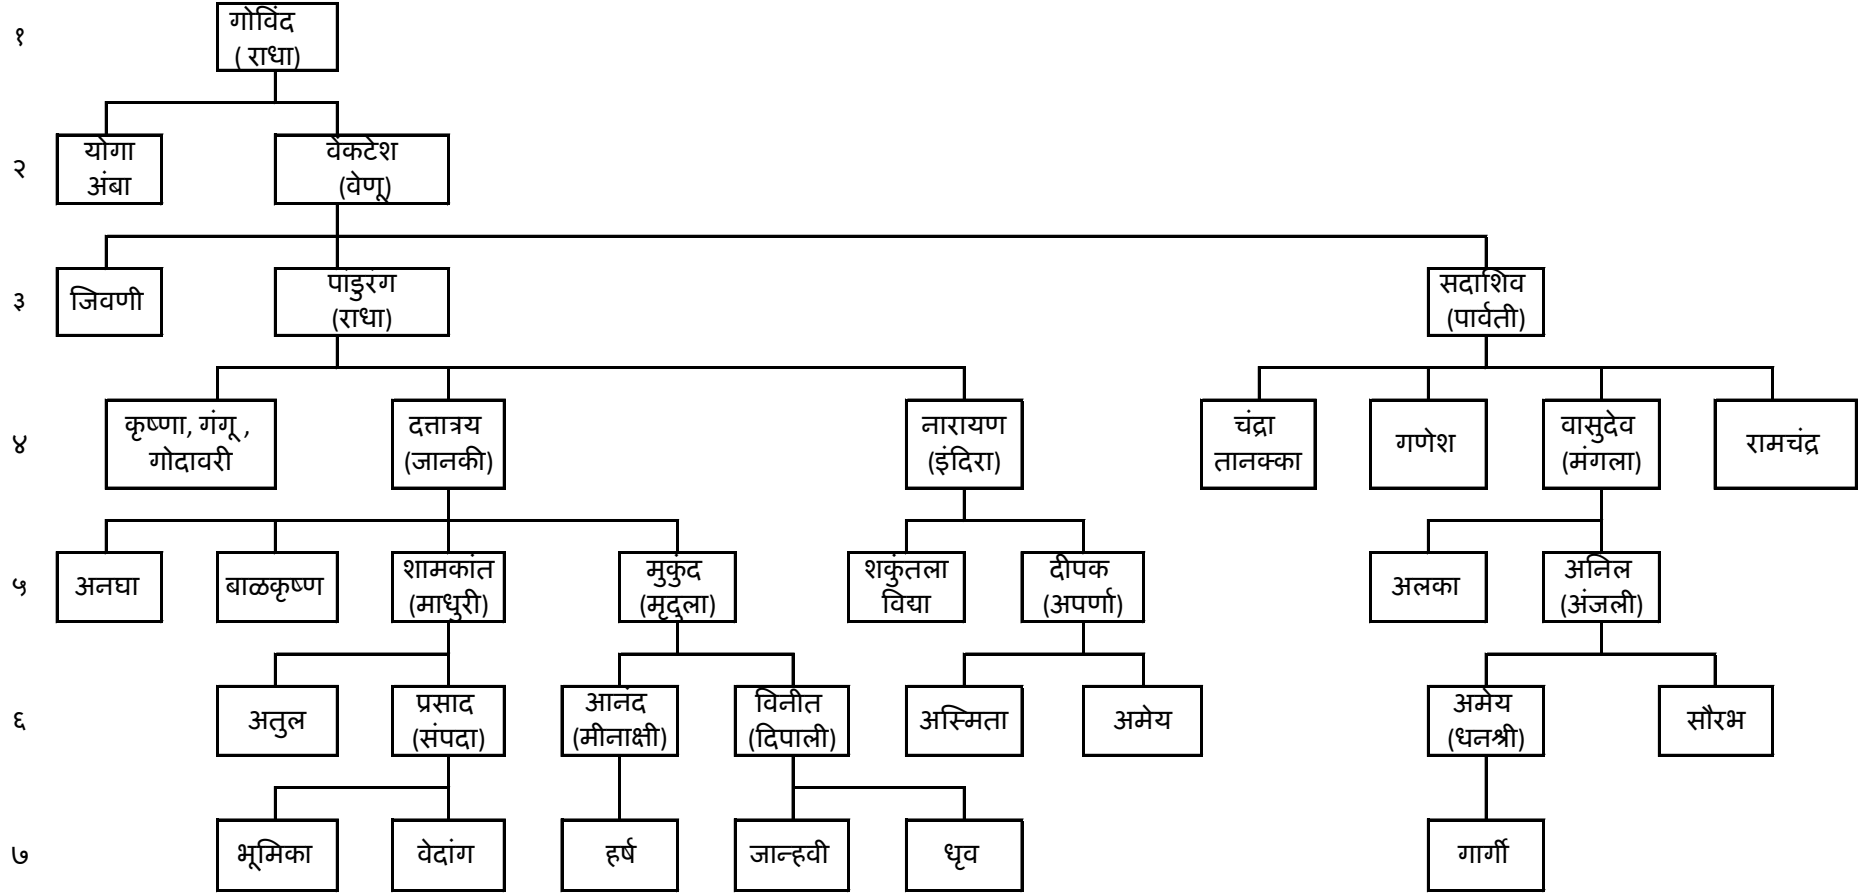 १
गोविंद
( राधा)
२
योगा
अंबा
वेंकटेश
(वेणू)
३
जिवणी
पांडुरंग
(राधा)
सदाशिव
(पार्वती)
४
कृष्णा, गंगू ,
गोदावरी
दत्तात्रय
(जानकी)
नारायण
(इंदिरा)
चंद्रा
तानक्का
गणेश
वासुदेव
(मंगला)
रामचंद्र
५
अनघा
बाळकृष्ण
शामकांत
(माधुरी)
मुकुंद
(मृदुला)
शकुंतला
विद्या
दीपक
(अपर्णा)
अलका
अनिल
(अंजली)
६
अतुल
प्रसाद
(संपदा)
आनंद
(मीनाक्षी)
विनीत
(दिपाली)
अस्मिता
अमेय
अमेय
(धनश्री)
सौरभ
७
भूमिका
वेदांग
हर्ष
जान्हवी
धृव
गार्गी